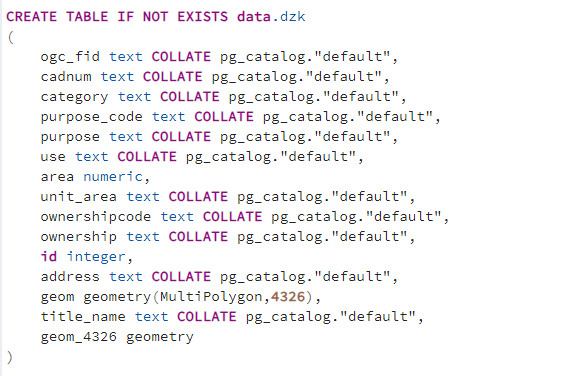 CREATE TABLE IF NOT EXISTS data.dzk
(
    ogc_fid text COLLATE pg_catalog."default",
    cadnum text COLLATE pg_catalog."default",
    category text COLLATE pg_catalog."default",
    purpose_code text COLLATE pg_catalog."default",
    purpose text COLLATE pg_catalog."default",
    use text COLLATE pg_catalog."default",
    area numeric,
    unit_area text COLLATE pg_catalog."default",
    ownershipcode text COLLATE pg_catalog."default",
    ownership text COLLATE pg_catalog."default",
    id integer,
    address text COLLATE pg_catalog."default",
    geom geometry(MultiPolygon,4326),
    title_name text COLLATE pg_catalog."default",
    geom_4326 geometry
)